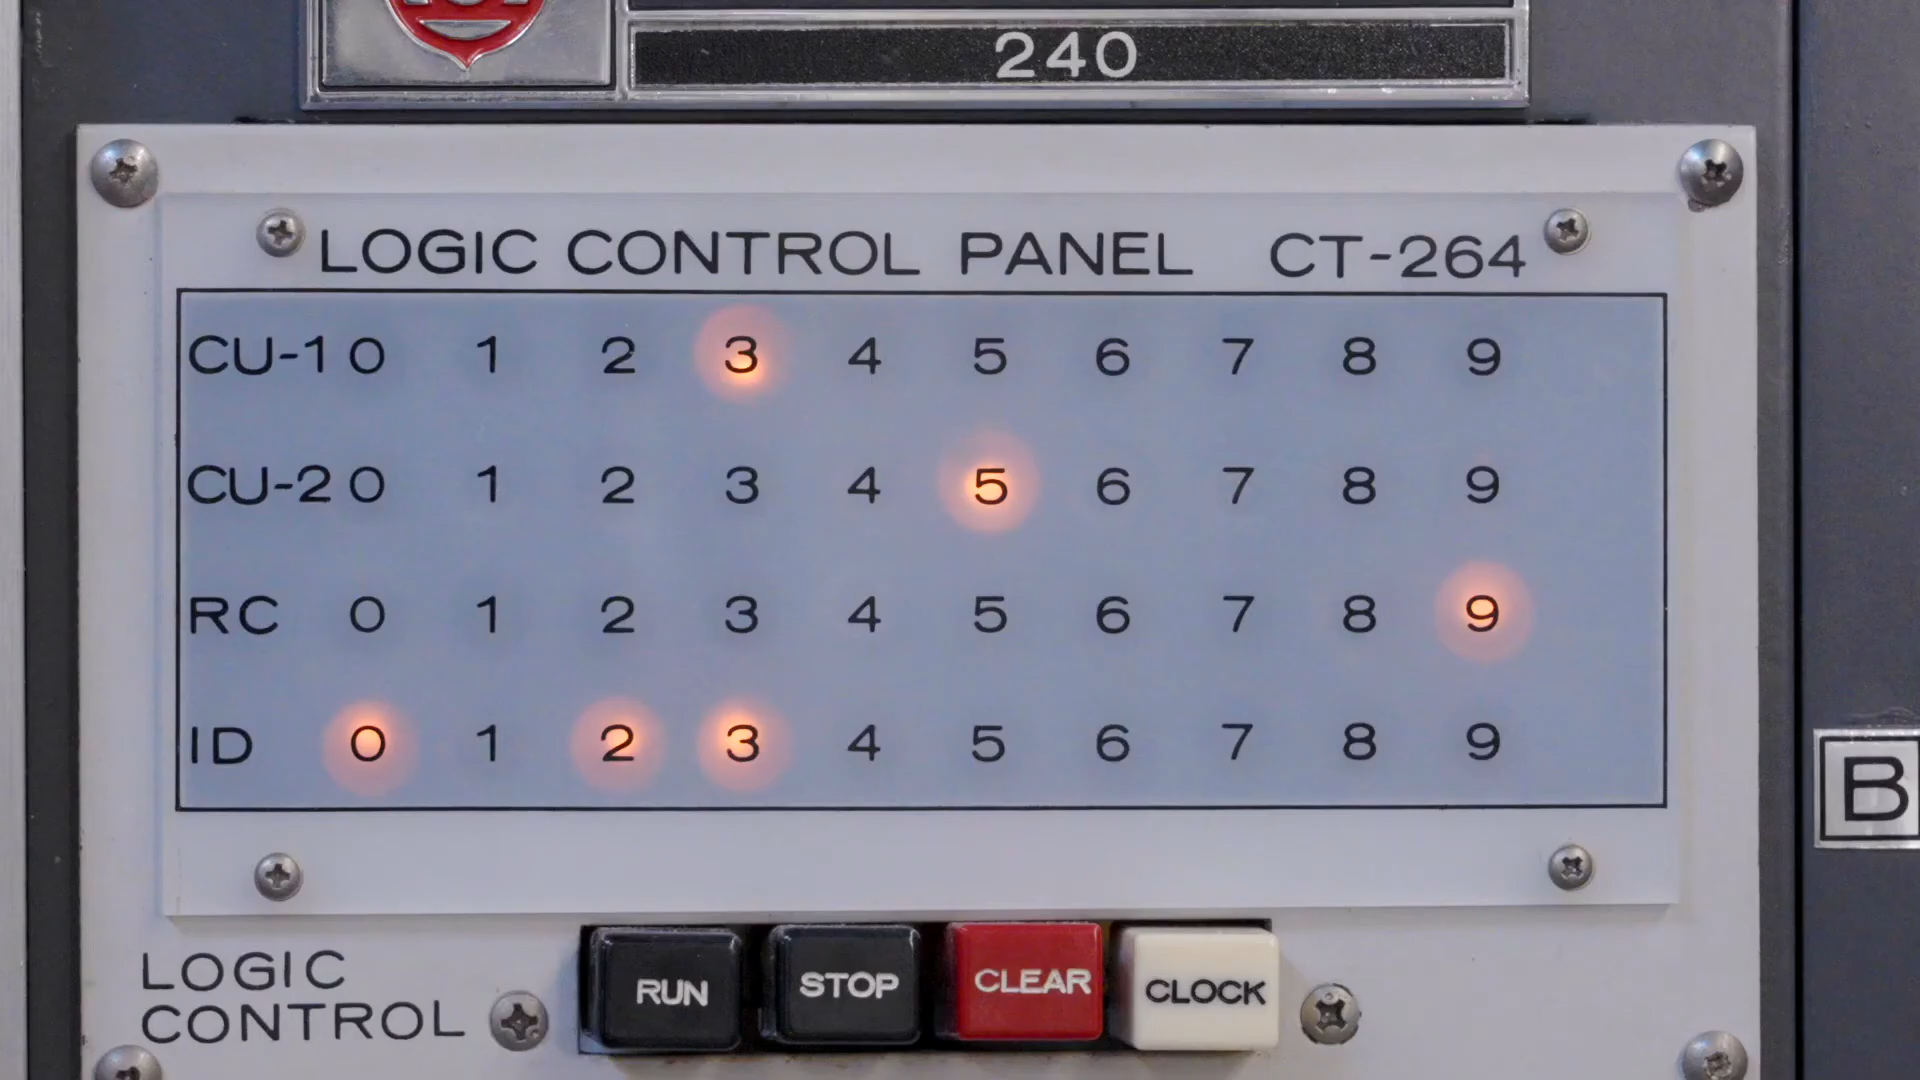 240
LOGIC CONTROL PANEL CT-264
CU-1 0 1 2 3 4 5 6 7 8 9
CU-2 0 1 2 3 4 5 6 7 8 9
RC 0 1 2 3 4 5 6 7 8 9
ID 0 1 2 3 4 5 6 7 8 9
B
LOGIC
CONTROL
RUN STOP CLEAR CLOCK